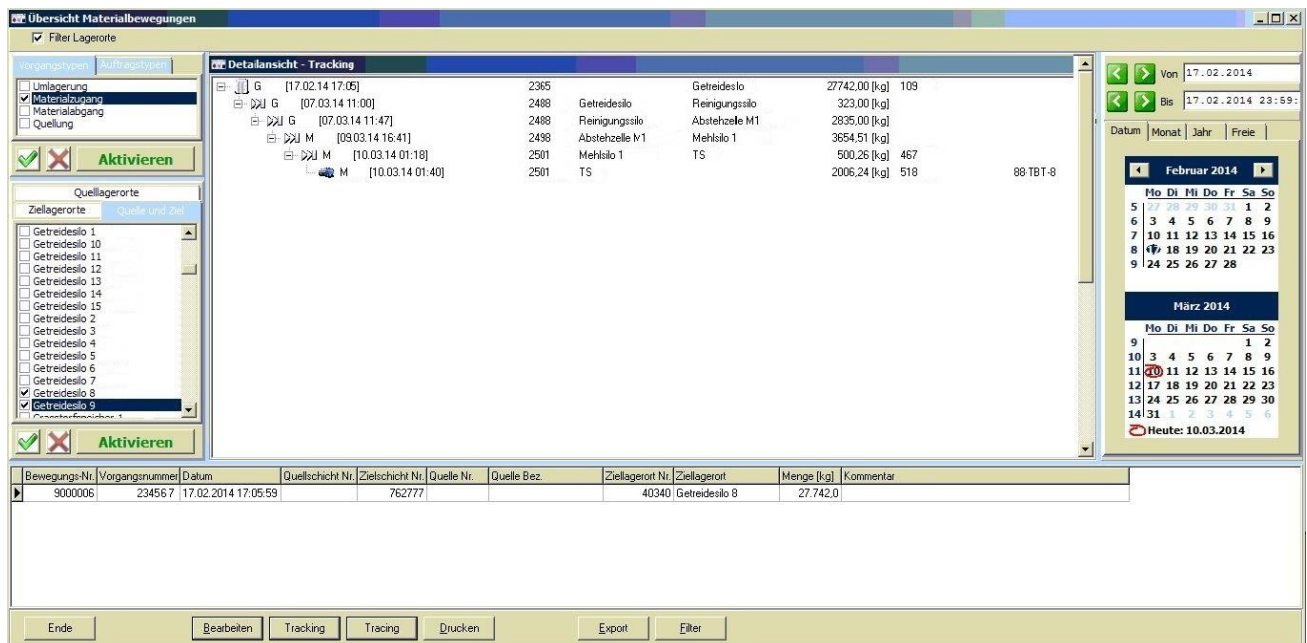 Übersicht Materialbewegungen
Filter Lagerorte
Vorgangstypen Auftragstypen
Umlagerung
Materialzugang
Materialabgang
Quellung
Aktivieren
Quellagerorte
Ziellagerorte Quelle und Ziel
Getreidesilo 1
Getreidesilo 10
Getreidesilo 11
Getreidesilo 12
Getreidesilo 13
Getreidesilo 14
Getreidesilo 15
Getreidesilo 2
Getreidesilo 3
Getreidesilo 4
Getreidesilo 5
Getreidesilo 6
Getreidesilo 7
Getreidesilo 8
Getreidesilo 9
Aktivieren
Detailansicht - Tracking
G [17.02.14 17:05] 2365 Getreideslo 27742,00 [kg] 109
G [07.03.14 11:00] 2488 Getreidesilo Reinigungssilo 323,00 [kg]
G [07.03.14 11:47] 2488 Reinigungssilo Abstehzele M1 2835,00 [kg]
M [09.03.14 16:41] 2498 Abstehzelle M1 Mehlsilo 1 3654,51 [kg]
M [10.03.14 01:18] 2501 Mehlsilo 1 TS 500,26 [kg] 467
M [10.03.14 01:40] 2501 TS 2006,24 [kg] 518 88-TBT-8
Von 17.02.2014
Bis 17.02.2014 23:59:
Datum Monat Jahr Freie
Februar 2014
Mo Di Mi Do Fr Sa So
5 27 28 29 30 31 1 2
6 3 4 5 6 7 8 9
7 10 11 12 13 14 15 16
8 18 19 20 21 22 23
9 24 25 26 27 28
März 2014
Mo Di Mi Do Fr Sa So
9 1 2
10 3 4 5 6 7 8 9
11 10 11 12 13 14 15 16
12 17 18 19 20 21 22 23
13 24 25 26 27 28 29 30
14 31 1 2 3 4 5 6
Heute: 10.03.2014
Bewegungs-Nr. Vorgangsnummer Datum Quellschicht Nr. Zielschicht Nr. Quelle Nr. Quelle Bez. Ziellagerort Nr. Ziellagerort Menge [kg] Kommentar
9000006 234567 17.02.2014 17:05:59 762777 40340 Getreidesilo 8 27.742,0
Ende Bearbeiten Tracking Tracing Drucken Export Filter